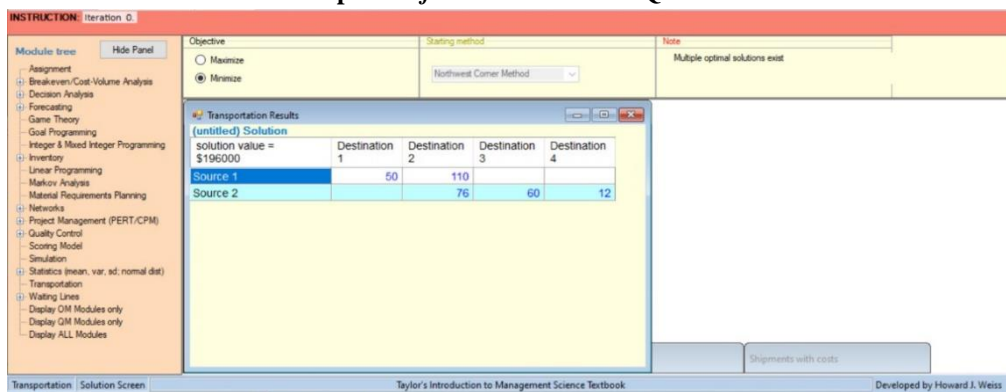 INSTRUCTION: Iteration 0.
Module tree
Hide Panel
Assignment
Breakeven/Cost-Volume Analysis
Decision Analysis
Forecasting
Game Theory
Goal Programming
Integer & Mixed Integer Programming
Inventory
Linear Programming
Markov Analysis
Material Requirements Planning
Networks
Project Management (PERT/CPM)
Quality Control
Scoring Model
Simulation
Statistics (mean, var, sd; normal dist)
Transportation
Waiting Lines
Display OM Modules only
Display QM Modules only
Display ALL Modules
Objective
Maximize
Minimize
Starting method
Northwest Corner Method
Note
Multiple optimal solutions exist
Transportation Results
(untitled) Solution
solution value = $196000 Destination 1 Destination 2 Destination 3 Destination 4
Source 1 50 110
Source 2 76 60 12
Shipments with costs
Transportation Solution Screen Taylor's Introduction to Management Science Textbook Developed by Howard J. Weiss